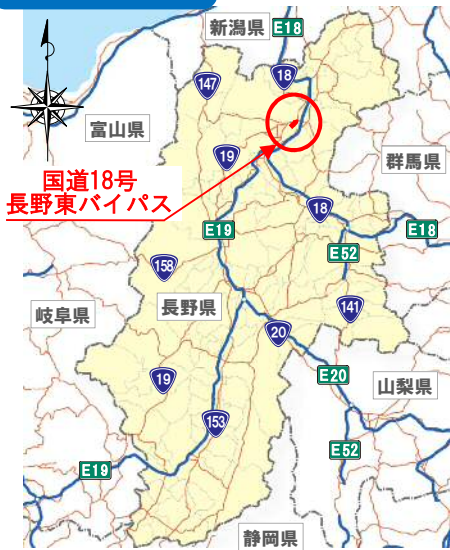 新潟県
E18
147
18
富山県
19
群馬県
国道18号
長野東バイパス
18
E18
E19
E52
158
岐阜県
長野県
141
20
19
E20
山梨県
153
E19
E52
静岡県